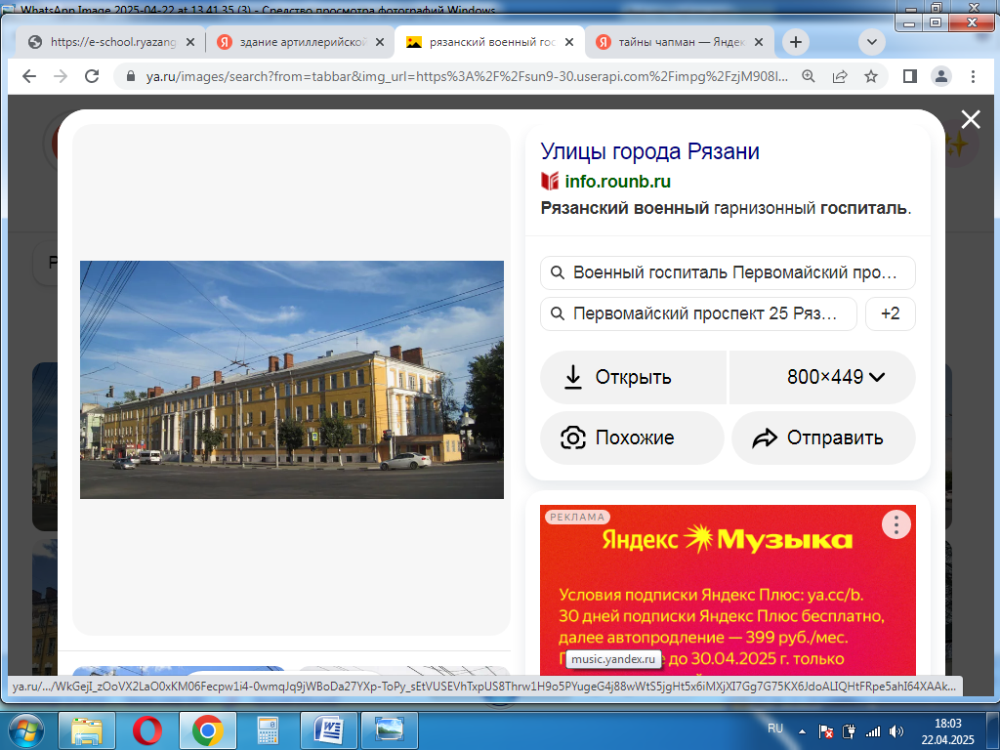 WhatsApp Image 2025-04-22 at 13.41.35 (3) - Средство просмотра фотографий Windows
https://e-school.ryazang
здание артиллерийской
рязанский военный гос
тайны чапман — Яндек
ya.ru/images/search?from=tabbar&img_url=https%3A%2F%2Fsun9-30.userapi.com%2Fimpg%2FzjM908I...
Улицы города Рязани
info.rounb.ru
Рязанский военный гарнизонный госпиталь.
Военный госпиталь Первомайский про...
Первомайский проспект 25 Ряз...
+2
Открыть
800×449
Похожие
Отправить
РЕКЛАМА
Яндекс Музыка
Условия подписки Яндекс Плюс: ya.cc/b.
30 дней подписки Яндекс Плюс бесплатно,
далее автопродление — 399 руб./мес.
до 30.04.2025 г. только
music.yandex.ru
ya.ru/.../WkGejI_zOoVX2LaO0xKM06Fecpw1i4-0wmqJq9jWBoDa27YXp-ToPy_sEtVUSEVhTxpUS8Thrw1H9o5PYugeG4j88wWtS5jgHt5x6iMXjXI7Gg7G75KX6JdoALIQHtFRpe5ahI64XAAk...
RU
18:03
22.04.2025